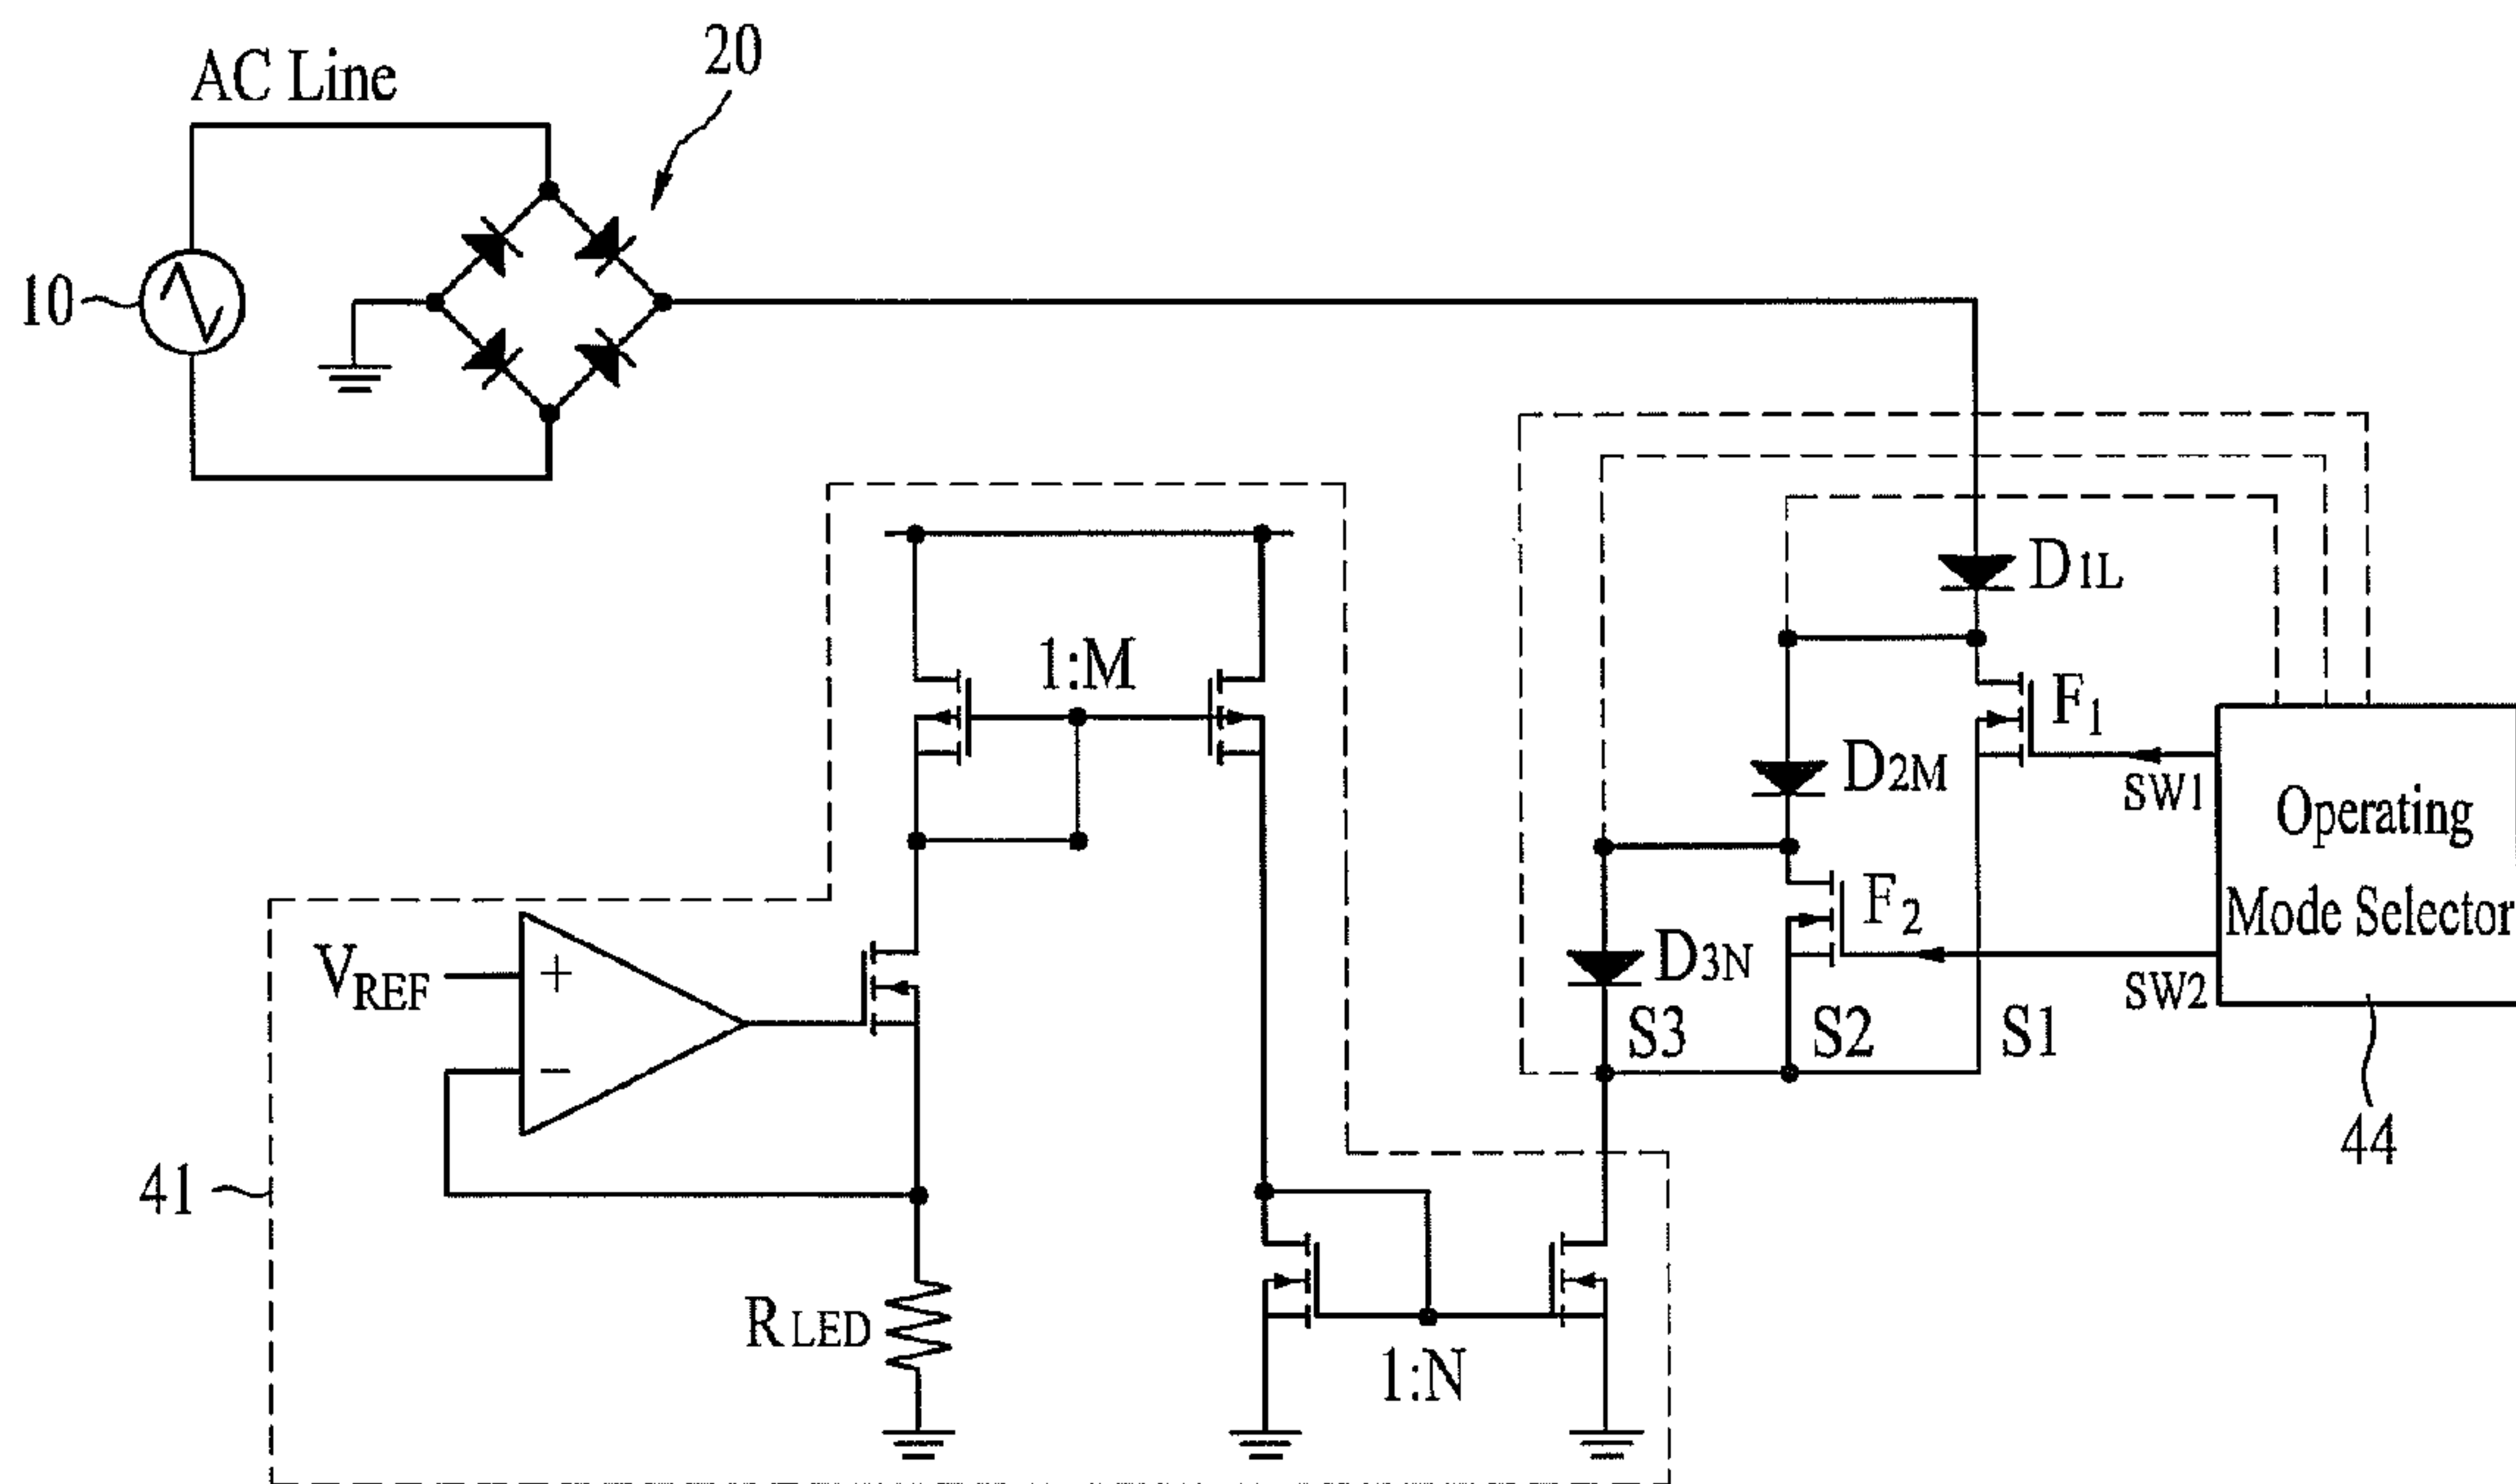 20
AC Line
10
D1L
1:M
F1
D2M
SW1
Operating
Mode Selector
F2
VREF
+
D3N
SW2
S3
S2
S1
−
44
41
RLED
1:N